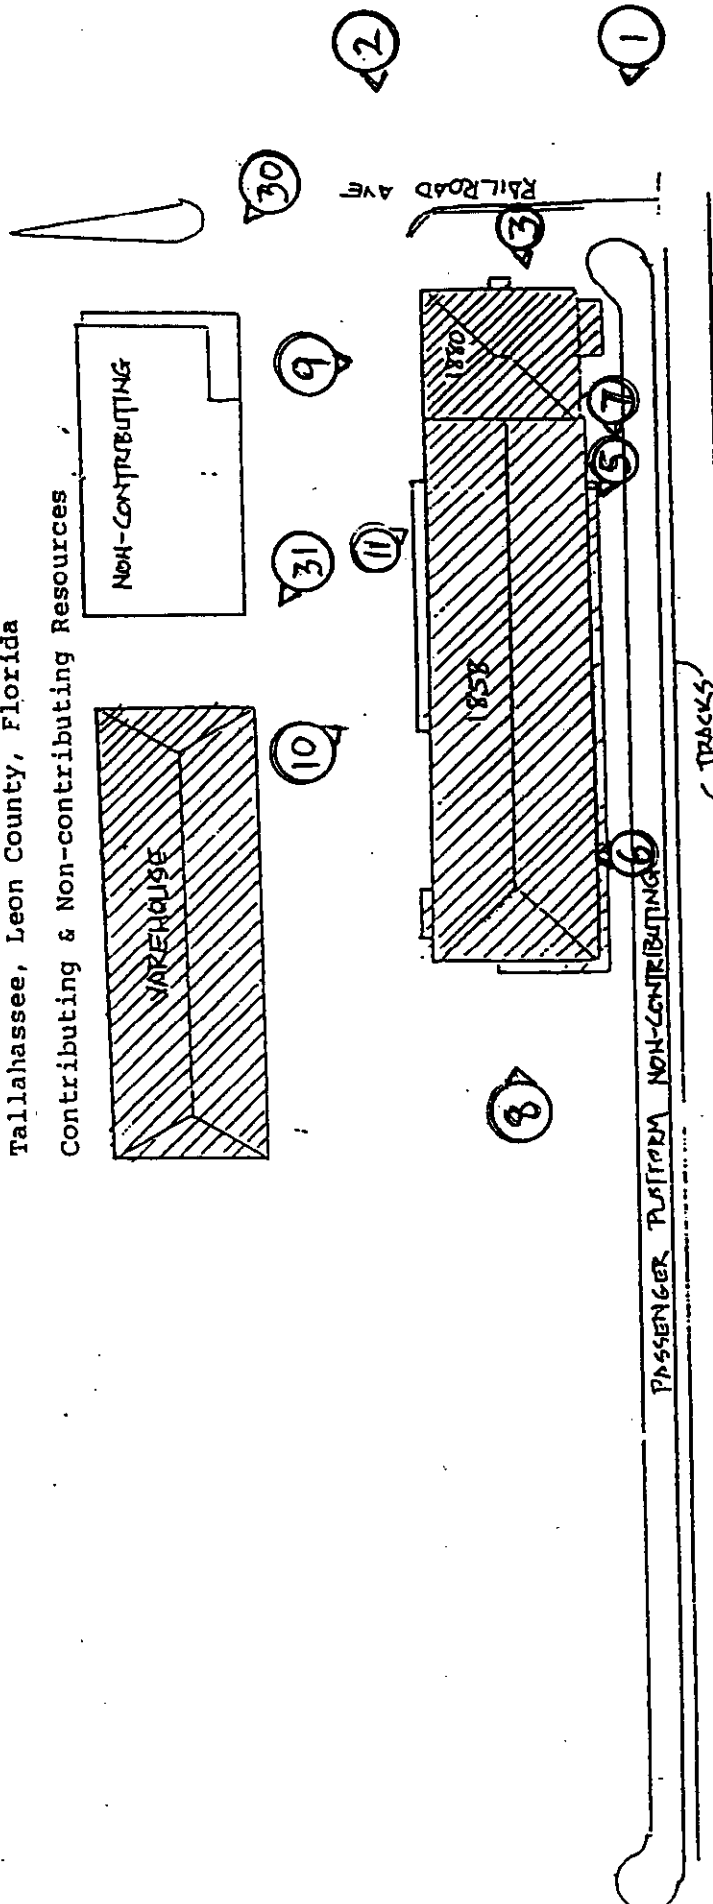 Tallahassee, Leon County, Florida
Contributing & Non-contributing Resources
WAREHOUSE
NON-CONTRIBUTING
30
2
1
31
9
10
11
RAILROAD AVE
3
1858
1880
7
5
6
8
PASSENGER PLATFORM NON-CONTRIBUTING
TRACKS